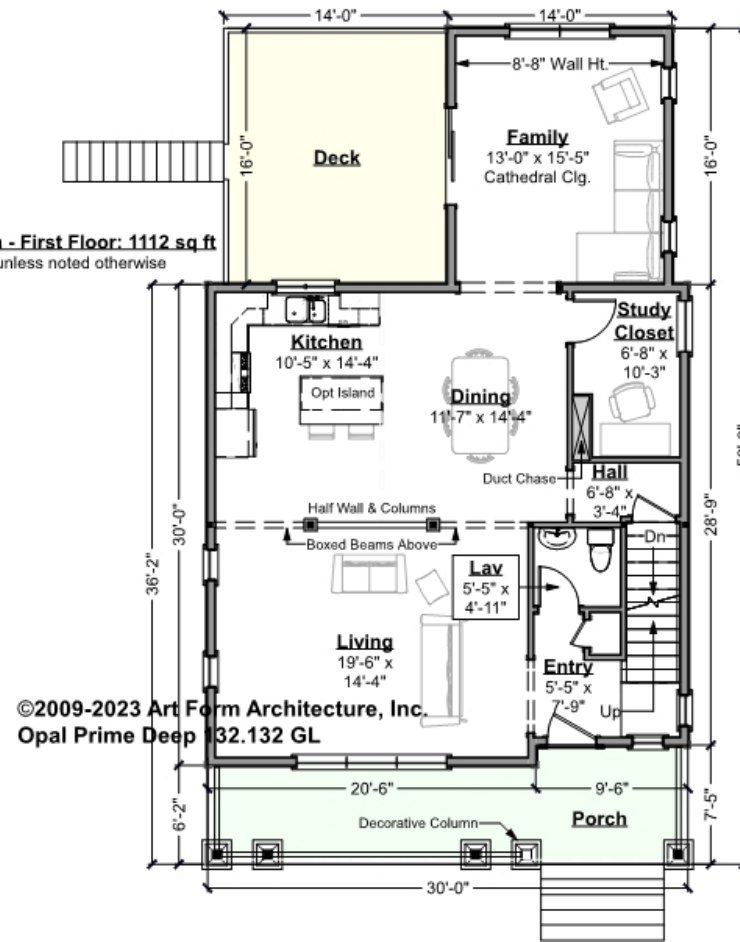 14'-0"
14'-0"
8'-8" Wall Ht.
Family
13'-0" x 15'-5"
Cathedral Clg.
Deck
16'-0"
16'-0"
- First Floor: 1112 sq ft
unless noted otherwise
Study
Closet
6'-8" x
10'-3"
Kitchen
10'-5" x 14'-4"
Opt Island
Dining
11'-7" x 14'-4"
Duct Chase
Hall
6'-8" x
3'-4"
Half Wall & Columns
Boxed Beams Above
Dn
28'-9"
30'-0"
36'-2"
Lav
5'-5" x
4'-11"
Living
19'-6" x
14'-4"
Entry
5'-5" x
7'-9"
Up
©2009-2023 Art Form Architecture, Inc.
Opal Prime Deep 132.132 GL
20'-6"
9'-6"
6'-2"
7'-5"
Decorative Column
Porch
30'-0"